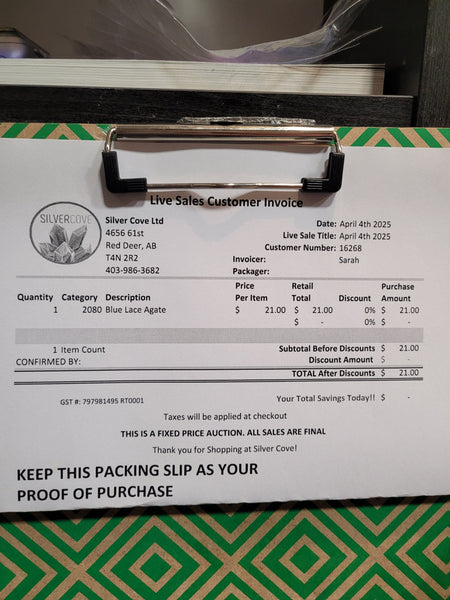 Live Sales Customer Invoice
SILVERCOVE
Silver Cove Ltd
4656 61st
Red Deer, AB
T4N 2R2
403-986-3682
Date: April 4th 2025
Live Sale Title: April 4th 2025
Customer Number: 16268
Invoicer: Sarah
Packager:
Quantity Category Description Price Per Item Retail Total Discount Purchase Amount
1 2080 Blue Lace Agate $ 21.00 $ 21.00 0% $ 21.00
$ - 0% $ -
1 Item Count Subtotal Before Discounts $ 21.00
CONFIRMED BY: Discount Amount $ -
TOTAL After Discounts $ 21.00
GST #: 797981495 RT0001 Your Total Savings Today!! $ -
Taxes will be applied at checkout
THIS IS A FIXED PRICE AUCTION. ALL SALES ARE FINAL
Thank you for Shopping at Silver Cove!
KEEP THIS PACKING SLIP AS YOUR
PROOF OF PURCHASE